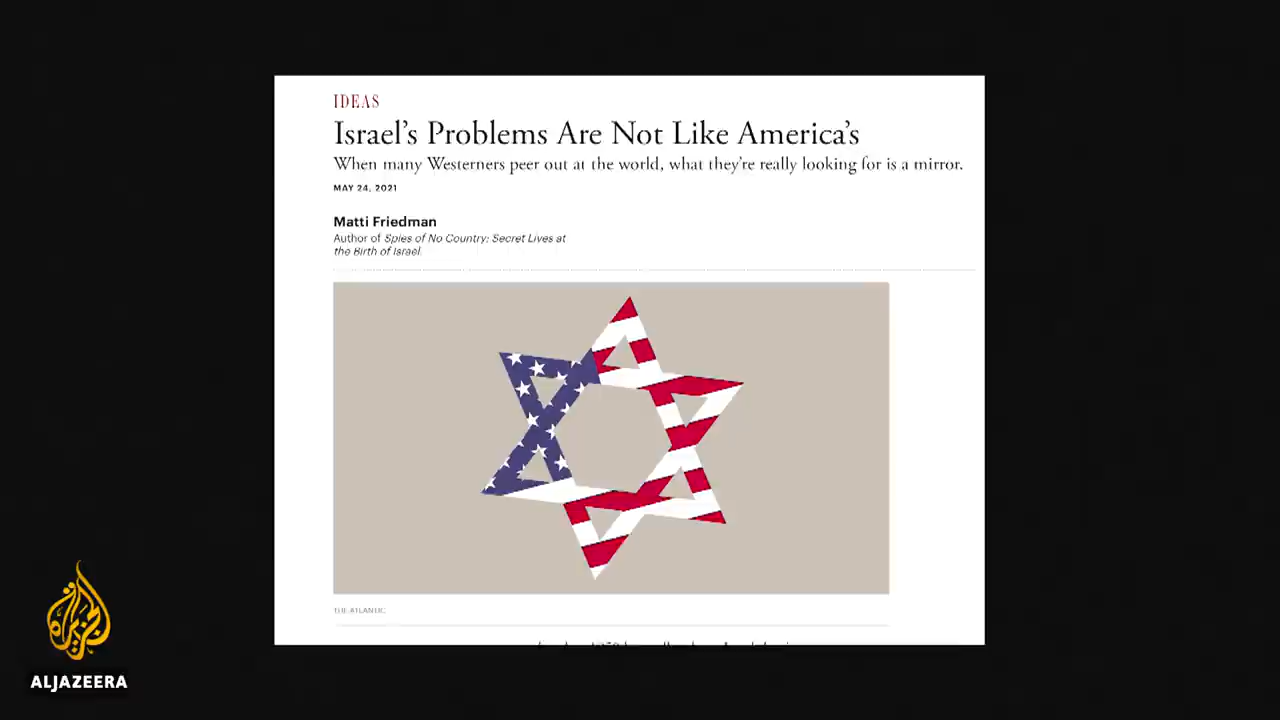 IDEAS
Israel's Problems Are Not Like America's
When many Westerners peer out at the world, what they're really looking for is a mirror.
MAY 24, 2021
Matti Friedman
Author of Spies of No Country: Secret Lives at
the Birth of Israel.
THE ATLANTIC
ALJAZEERA